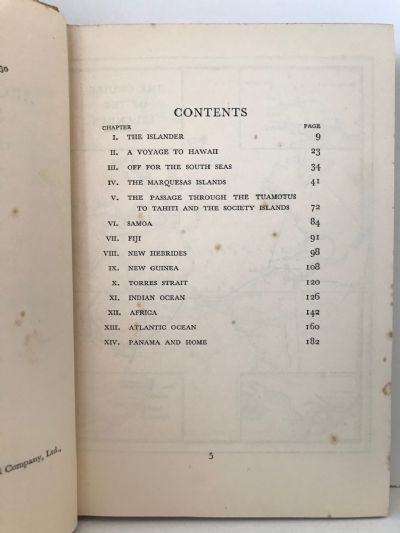 30
CONTENTS
CHAPTER PAGE
I. THE ISLANDER 9
II. A VOYAGE TO HAWAII 23
III. OFF FOR THE SOUTH SEAS 34
IV. THE MARQUESAS ISLANDS 41
V. THE PASSAGE THROUGH THE TUAMOTUS
TO TAHITI AND THE SOCIETY ISLANDS 72
VI. SAMOA 84
VII. FIJI 91
VIII. NEW HEBRIDES 98
IX. NEW GUINEA 108
X. TORRES STRAIT 120
XI. INDIAN OCEAN 126
XII. AFRICA 142
XIII. ATLANTIC OCEAN 160
XIV. PANAMA AND HOME 182
5
Company, Ltd.,